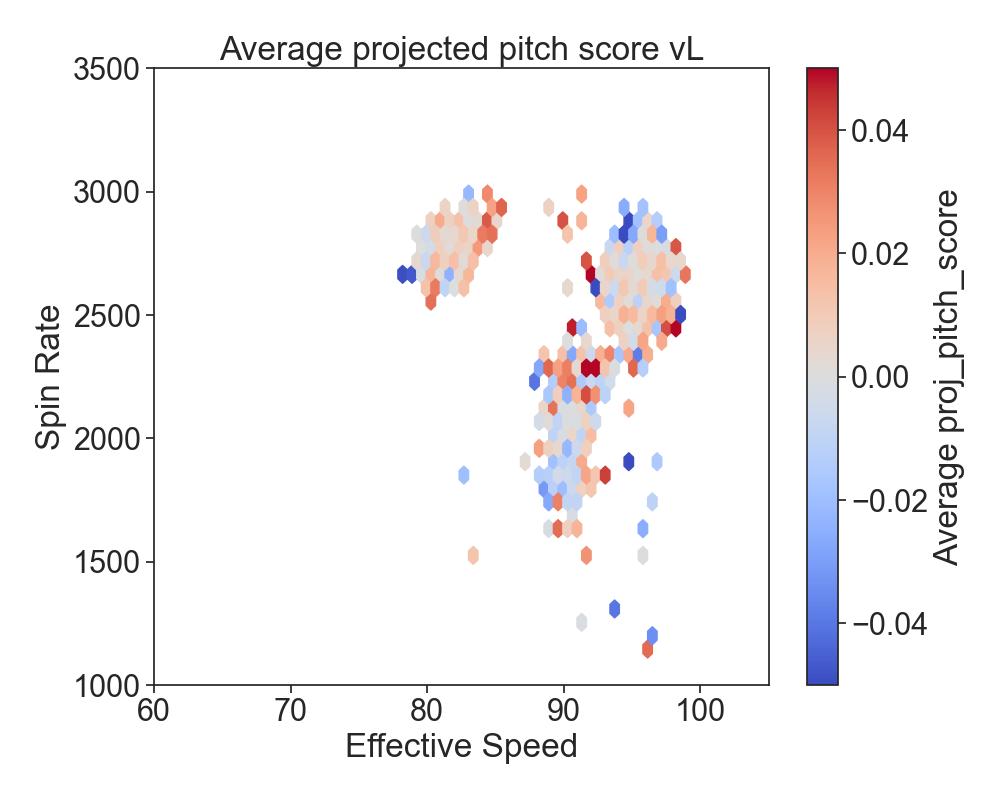 Average projected pitch score vL
3500
3000
2500
2000
1500
1000
Spin Rate
60 70 80 90 100
Effective Speed
0.04
0.02
0.00
−0.02
−0.04
Average proj_pitch_score